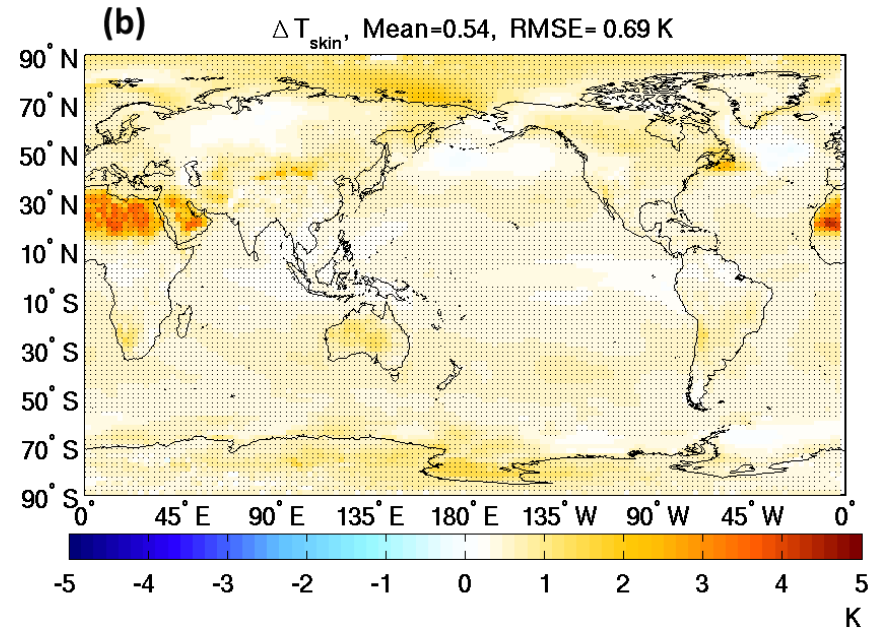 (b)
Δ T_skin, Mean=0.54, RMSE= 0.69 K
90° N
70° N
50° N
30° N
10° N
10° S
30° S
50° S
70° S
90° S
0° 45° E 90° E 135° E 180° E 135° W 90° W 45° W 0°
-5 -4 -3 -2 -1 0 1 2 3 4 5
K